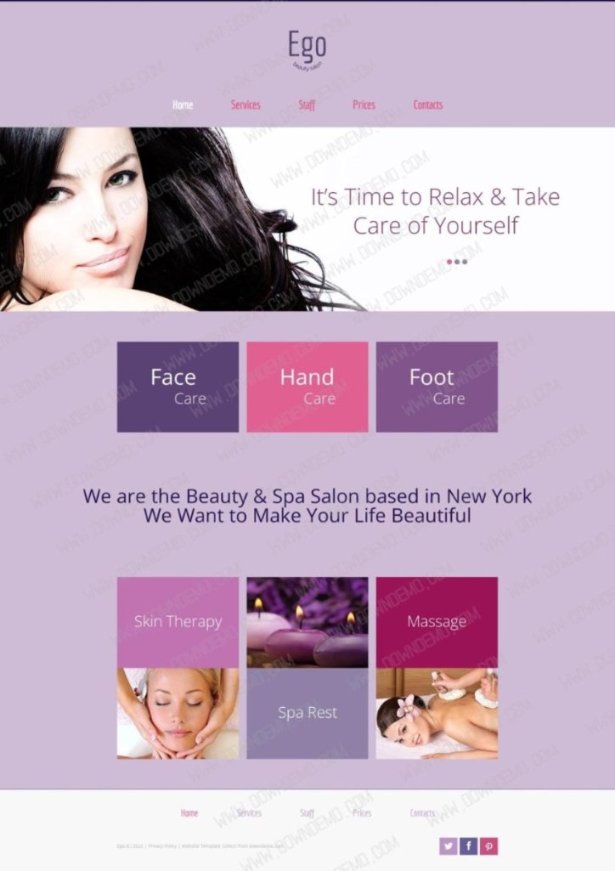 Ego
beauty salon
Home Services Staff Prices Contacts
It's Time to Relax & Take
Care of Yourself
Face
Care
Hand
Care
Foot
Care
We are the Beauty & Spa Salon based in New York
We Want to Make Your Life Beautiful
Skin Therapy
Massage
Spa Rest
Home Services Staff Prices Contacts
Privacy Policy
WWW.DOWNDEMO.COM